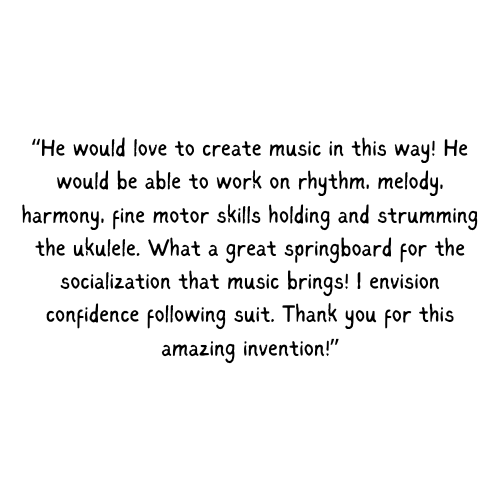 “He would love to create music in this way! He
would be able to work on rhythm, melody,
harmony, fine motor skills holding and strumming
the ukulele. What a great springboard for the
socialization that music brings! I envision
confidence following suit. Thank you for this
amazing invention!”